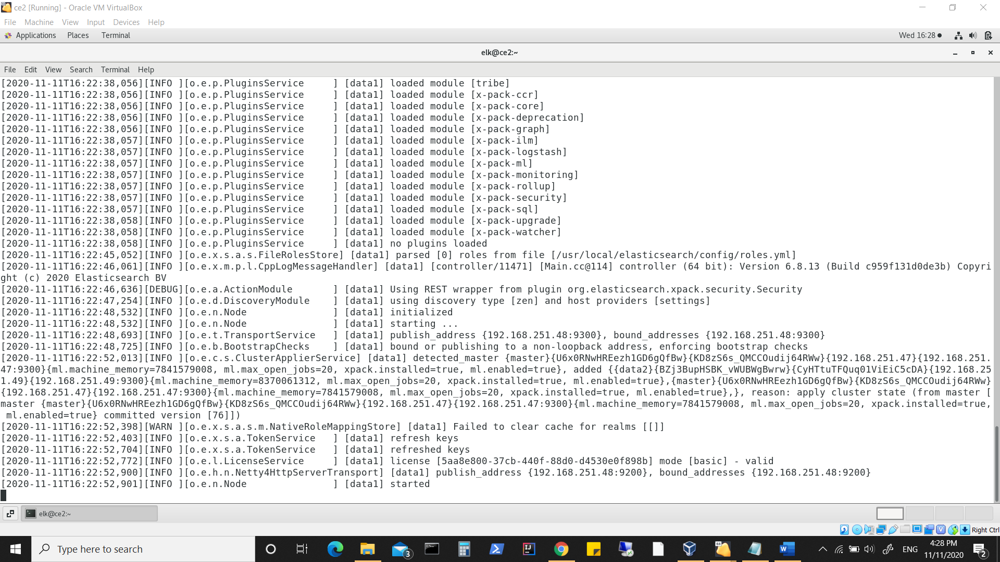 ce2 [Running] - Oracle VM VirtualBox
File Machine View Input Devices Help
Applications Places Terminal Wed 16:28
elk@ce2:~
File Edit View Search Terminal Help
[2020-11-11T16:22:38,056][INFO ][o.e.p.PluginsService     ] [data1] loaded module [tribe]
[2020-11-11T16:22:38,056][INFO ][o.e.p.PluginsService     ] [data1] loaded module [x-pack-ccr]
[2020-11-11T16:22:38,056][INFO ][o.e.p.PluginsService     ] [data1] loaded module [x-pack-core]
[2020-11-11T16:22:38,056][INFO ][o.e.p.PluginsService     ] [data1] loaded module [x-pack-deprecation]
[2020-11-11T16:22:38,056][INFO ][o.e.p.PluginsService     ] [data1] loaded module [x-pack-graph]
[2020-11-11T16:22:38,057][INFO ][o.e.p.PluginsService     ] [data1] loaded module [x-pack-ilm]
[2020-11-11T16:22:38,057][INFO ][o.e.p.PluginsService     ] [data1] loaded module [x-pack-logstash]
[2020-11-11T16:22:38,057][INFO ][o.e.p.PluginsService     ] [data1] loaded module [x-pack-ml]
[2020-11-11T16:22:38,057][INFO ][o.e.p.PluginsService     ] [data1] loaded module [x-pack-monitoring]
[2020-11-11T16:22:38,057][INFO ][o.e.p.PluginsService     ] [data1] loaded module [x-pack-rollup]
[2020-11-11T16:22:38,057][INFO ][o.e.p.PluginsService     ] [data1] loaded module [x-pack-security]
[2020-11-11T16:22:38,057][INFO ][o.e.p.PluginsService     ] [data1] loaded module [x-pack-sql]
[2020-11-11T16:22:38,058][INFO ][o.e.p.PluginsService     ] [data1] loaded module [x-pack-upgrade]
[2020-11-11T16:22:38,058][INFO ][o.e.p.PluginsService     ] [data1] loaded module [x-pack-watcher]
[2020-11-11T16:22:38,058][INFO ][o.e.p.PluginsService     ] [data1] no plugins loaded
[2020-11-11T16:22:45,052][INFO ][o.e.x.s.a.s.FileRolesStore] [data1] parsed [0] roles from file [/usr/local/elasticsearch/config/roles.yml]
[2020-11-11T16:22:46,061][INFO ][o.e.x.m.p.l.CppLogMessageHandler] [data1] [controller/11471] [Main.cc@114] controller (64 bit): Version 6.8.13 (Build c959f131d0de3b) Copyri
ght (c) 2020 Elasticsearch BV
[2020-11-11T16:22:46,636][DEBUG][o.e.a.ActionModule       ] [data1] Using REST wrapper from plugin org.elasticsearch.xpack.security.Security
[2020-11-11T16:22:47,254][INFO ][o.e.d.DiscoveryModule    ] [data1] using discovery type [zen] and host providers [settings]
[2020-11-11T16:22:48,532][INFO ][o.e.n.Node               ] [data1] initialized
[2020-11-11T16:22:48,532][INFO ][o.e.n.Node               ] [data1] starting ...
[2020-11-11T16:22:48,693][INFO ][o.e.t.TransportService   ] [data1] publish_address {192.168.251.48:9300}, bound_addresses {192.168.251.48:9300}
[2020-11-11T16:22:48,725][INFO ][o.e.b.BootstrapChecks    ] [data1] bound or publishing to a non-loopback address, enforcing bootstrap checks
[2020-11-11T16:22:52,013][INFO ][o.e.c.s.ClusterApplierService] [data1] detected_master {master}{U6x0RNwHREezh1GD6gQfBw}{KD8zS6s_QMCCOudij64RWw}{192.168.251.47}{192.168.251.
47:9300}{ml.machine_memory=7841579008, ml.max_open_jobs=20, xpack.installed=true, ml.enabled=true}, added {{data2}{BZj3BupHSBK_vWUBWgBwrw}{CyHTtuTFQuq01ViEiC5cDA}{192.168.25
1.49}{192.168.251.49:9300}{ml.machine_memory=8370061312, ml.max_open_jobs=20, xpack.installed=true, ml.enabled=true},{master}{U6x0RNwHREezh1GD6gQfBw}{KD8zS6s_QMCCOudij64RWw}
{192.168.251.47}{192.168.251.47:9300}{ml.machine_memory=7841579008, ml.max_open_jobs=20, xpack.installed=true, ml.enabled=true},}, reason: apply cluster state (from master [
master {master}{U6x0RNwHREezh1GD6gQfBw}{KD8zS6s_QMCCOudij64RWw}{192.168.251.47}{192.168.251.47:9300}{ml.machine_memory=7841579008, ml.max_open_jobs=20, xpack.installed=true,
 ml.enabled=true} committed version [76]])
[2020-11-11T16:22:52,398][WARN ][o.e.x.s.a.s.m.NativeRoleMappingStore] [data1] Failed to clear cache for realms [[]]
[2020-11-11T16:22:52,403][INFO ][o.e.x.s.a.TokenService   ] [data1] refresh keys
[2020-11-11T16:22:52,704][INFO ][o.e.x.s.a.TokenService   ] [data1] refreshed keys
[2020-11-11T16:22:52,772][INFO ][o.e.l.LicenseService     ] [data1] license [5aa8e800-37cb-440f-88d0-d4530e0f898b] mode [basic] - valid
[2020-11-11T16:22:52,900][INFO ][o.e.h.n.Netty4HttpServerTransport] [data1] publish_address {192.168.251.48:9200}, bound_addresses {192.168.251.48:9200}
[2020-11-11T16:22:52,901][INFO ][o.e.n.Node               ] [data1] started
elk@ce2:~
Right Ctrl
Type here to search 3 ENG 4:28 PM
11/11/2020 2